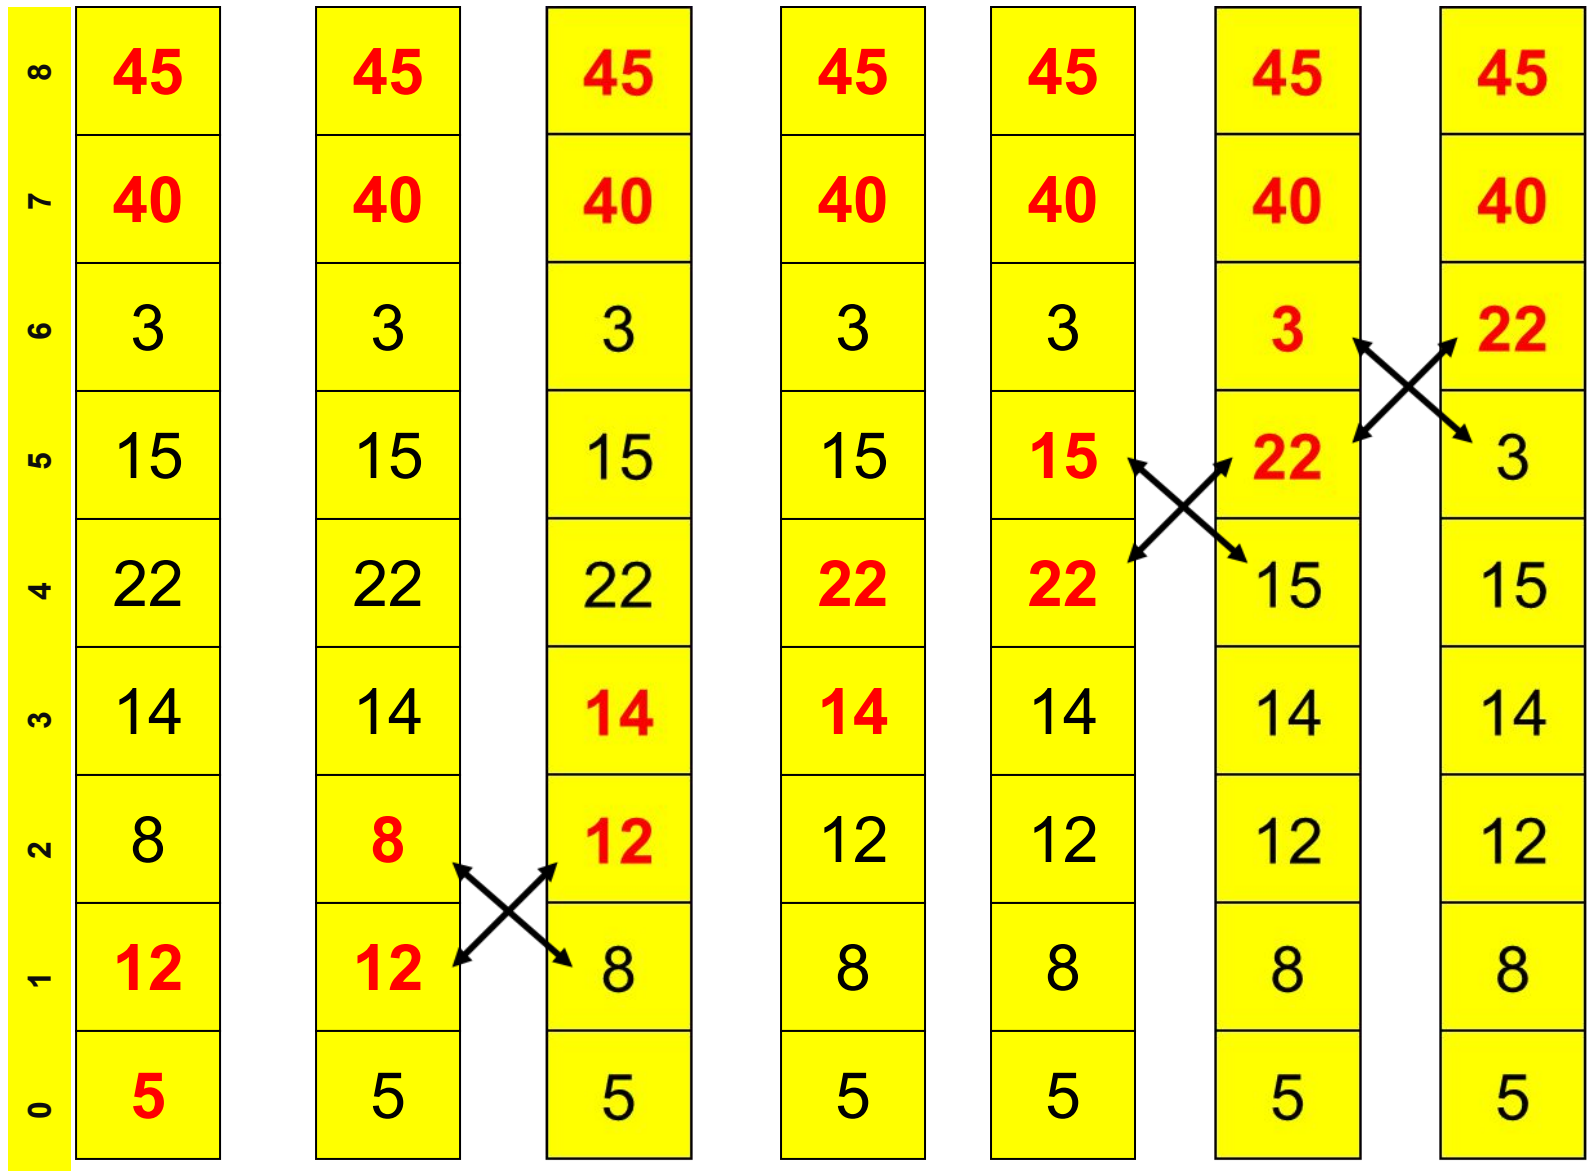 8 45 45 45 45 45 45 45
7 40 40 40 40 40 40 40
6 3 3 3 3 3 3 22
5 15 15 15 15 15 22 3
4 22 22 22 22 22 15 15
3 14 14 14 14 14 14 14
2 8 8 12 12 12 12 12
1 12 12 8 8 8 8 8
0 5 5 5 5 5 5 5